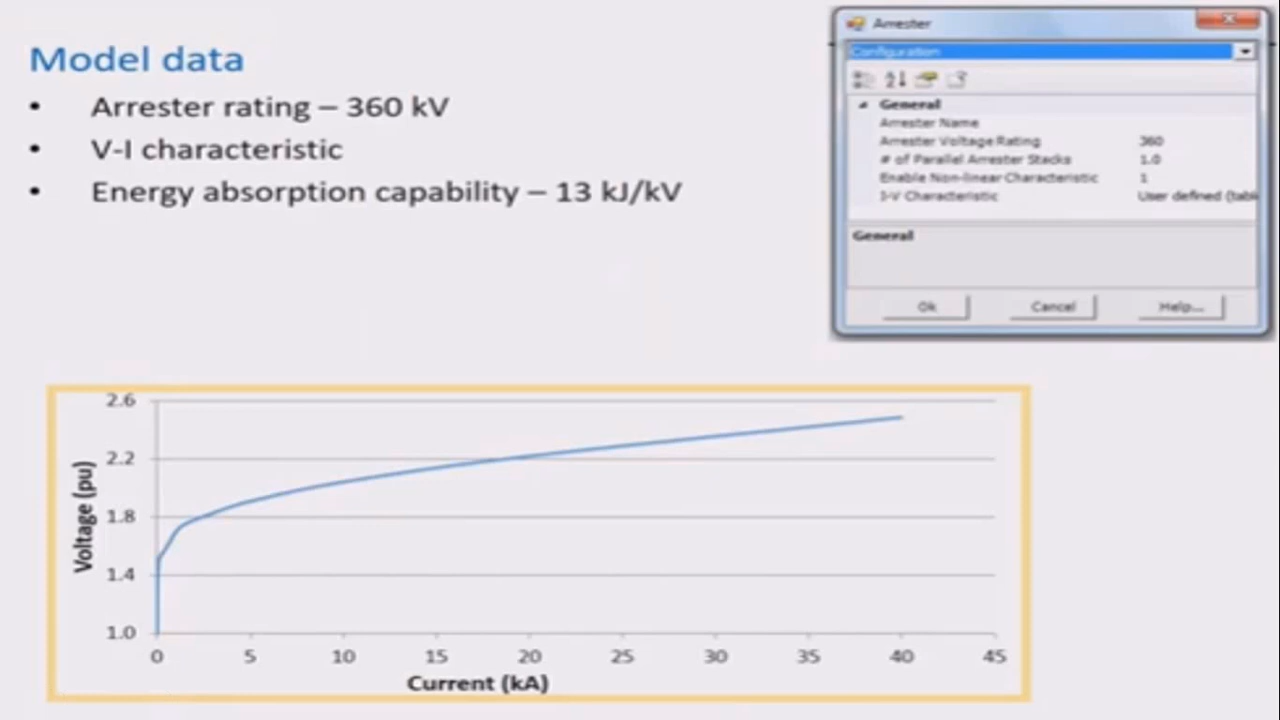 Model data
• Arrester rating – 360 kV
• V-I characteristic
• Energy absorption capability – 13 kJ/kV
Arrester
Configuration
General
Arrester Name
Arrester Voltage Rating 360
# of Parallel Arrester Stacks 1.0
Enable Non-linear Characteristic 1
I-V Characteristic User defined (tabl
General
Ok Cancel Help...
2.6
2.2
1.8
1.4
1.0
Voltage (pu)
0 5 10 15 20 25 30 35 40 45
Current (kA)